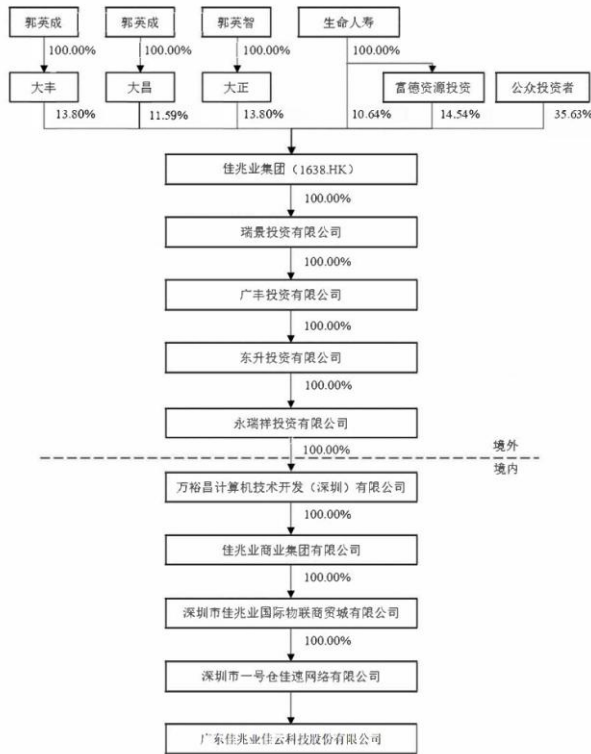 郭英成 郭英成 郭英智 生命人寿
100.00% 100.00% 100.00% 100.00%
大丰 大昌 大正 富德资源投资 公众投资者
13.80% 11.59% 13.80% 10.64% 14.54% 35.63%
佳兆业集团（1638.HK）
100.00%
瑞景投资有限公司
100.00%
广丰投资有限公司
100.00%
东升投资有限公司
100.00%
永瑞祥投资有限公司
100.00% 境外
境内
万裕昌计算机技术开发（深圳）有限公司
100.00%
佳兆业商业集团有限公司
100.00%
深圳市佳兆业国际物联商贸城有限公司
100.00%
深圳市一号仓佳速网络有限公司
广东佳兆业佳云科技股份有限公司